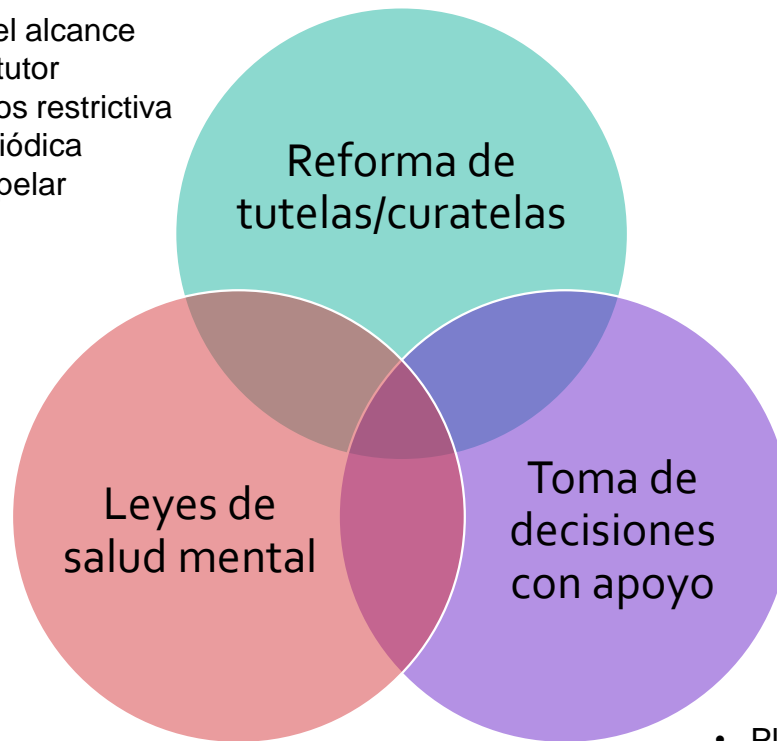 el alcance
tutor
os restrictiva
iódica
pelar
Reforma de
tutelas/curatelas
Leyes de
salud mental
Toma de
decisiones
con apoyo